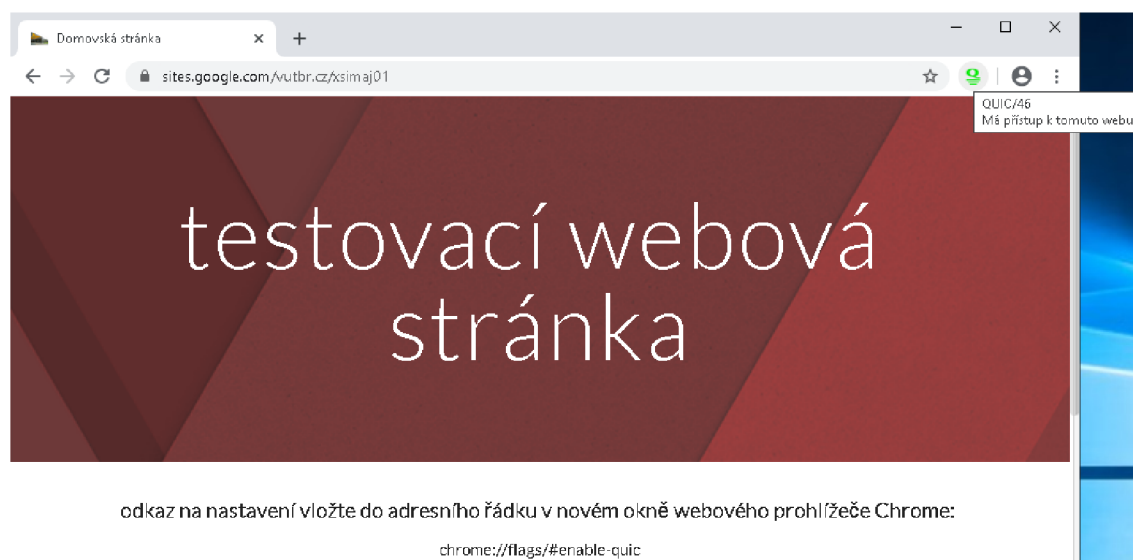 Domovská stránka
sites.google.com/vutbr.cz/xsimaj01
QUIC/46
Má přístup k tomuto webu
testovací webová
stránka
odkaz na nastavení vložte do adresního řádku v novém okně webového prohlížeče Chrome:
chrome://flags/#enable-quic